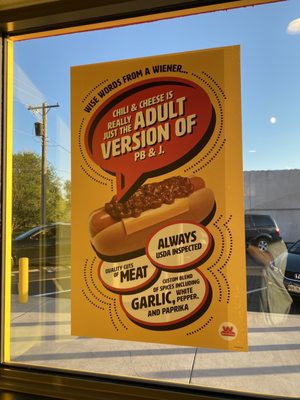 WISE WORDS FROM A WIENER...
CHILI & CHEESE IS
REALLY
JUST THE ADULT
VERSION OF
PB & J.
ALWAYS
USDA INSPECTED
QUALITY CUTS
OF MEAT
CUSTOM BLEND
OF SPICES INCLUDING
GARLIC, WHITE
PEPPER,
AND PAPRIKA